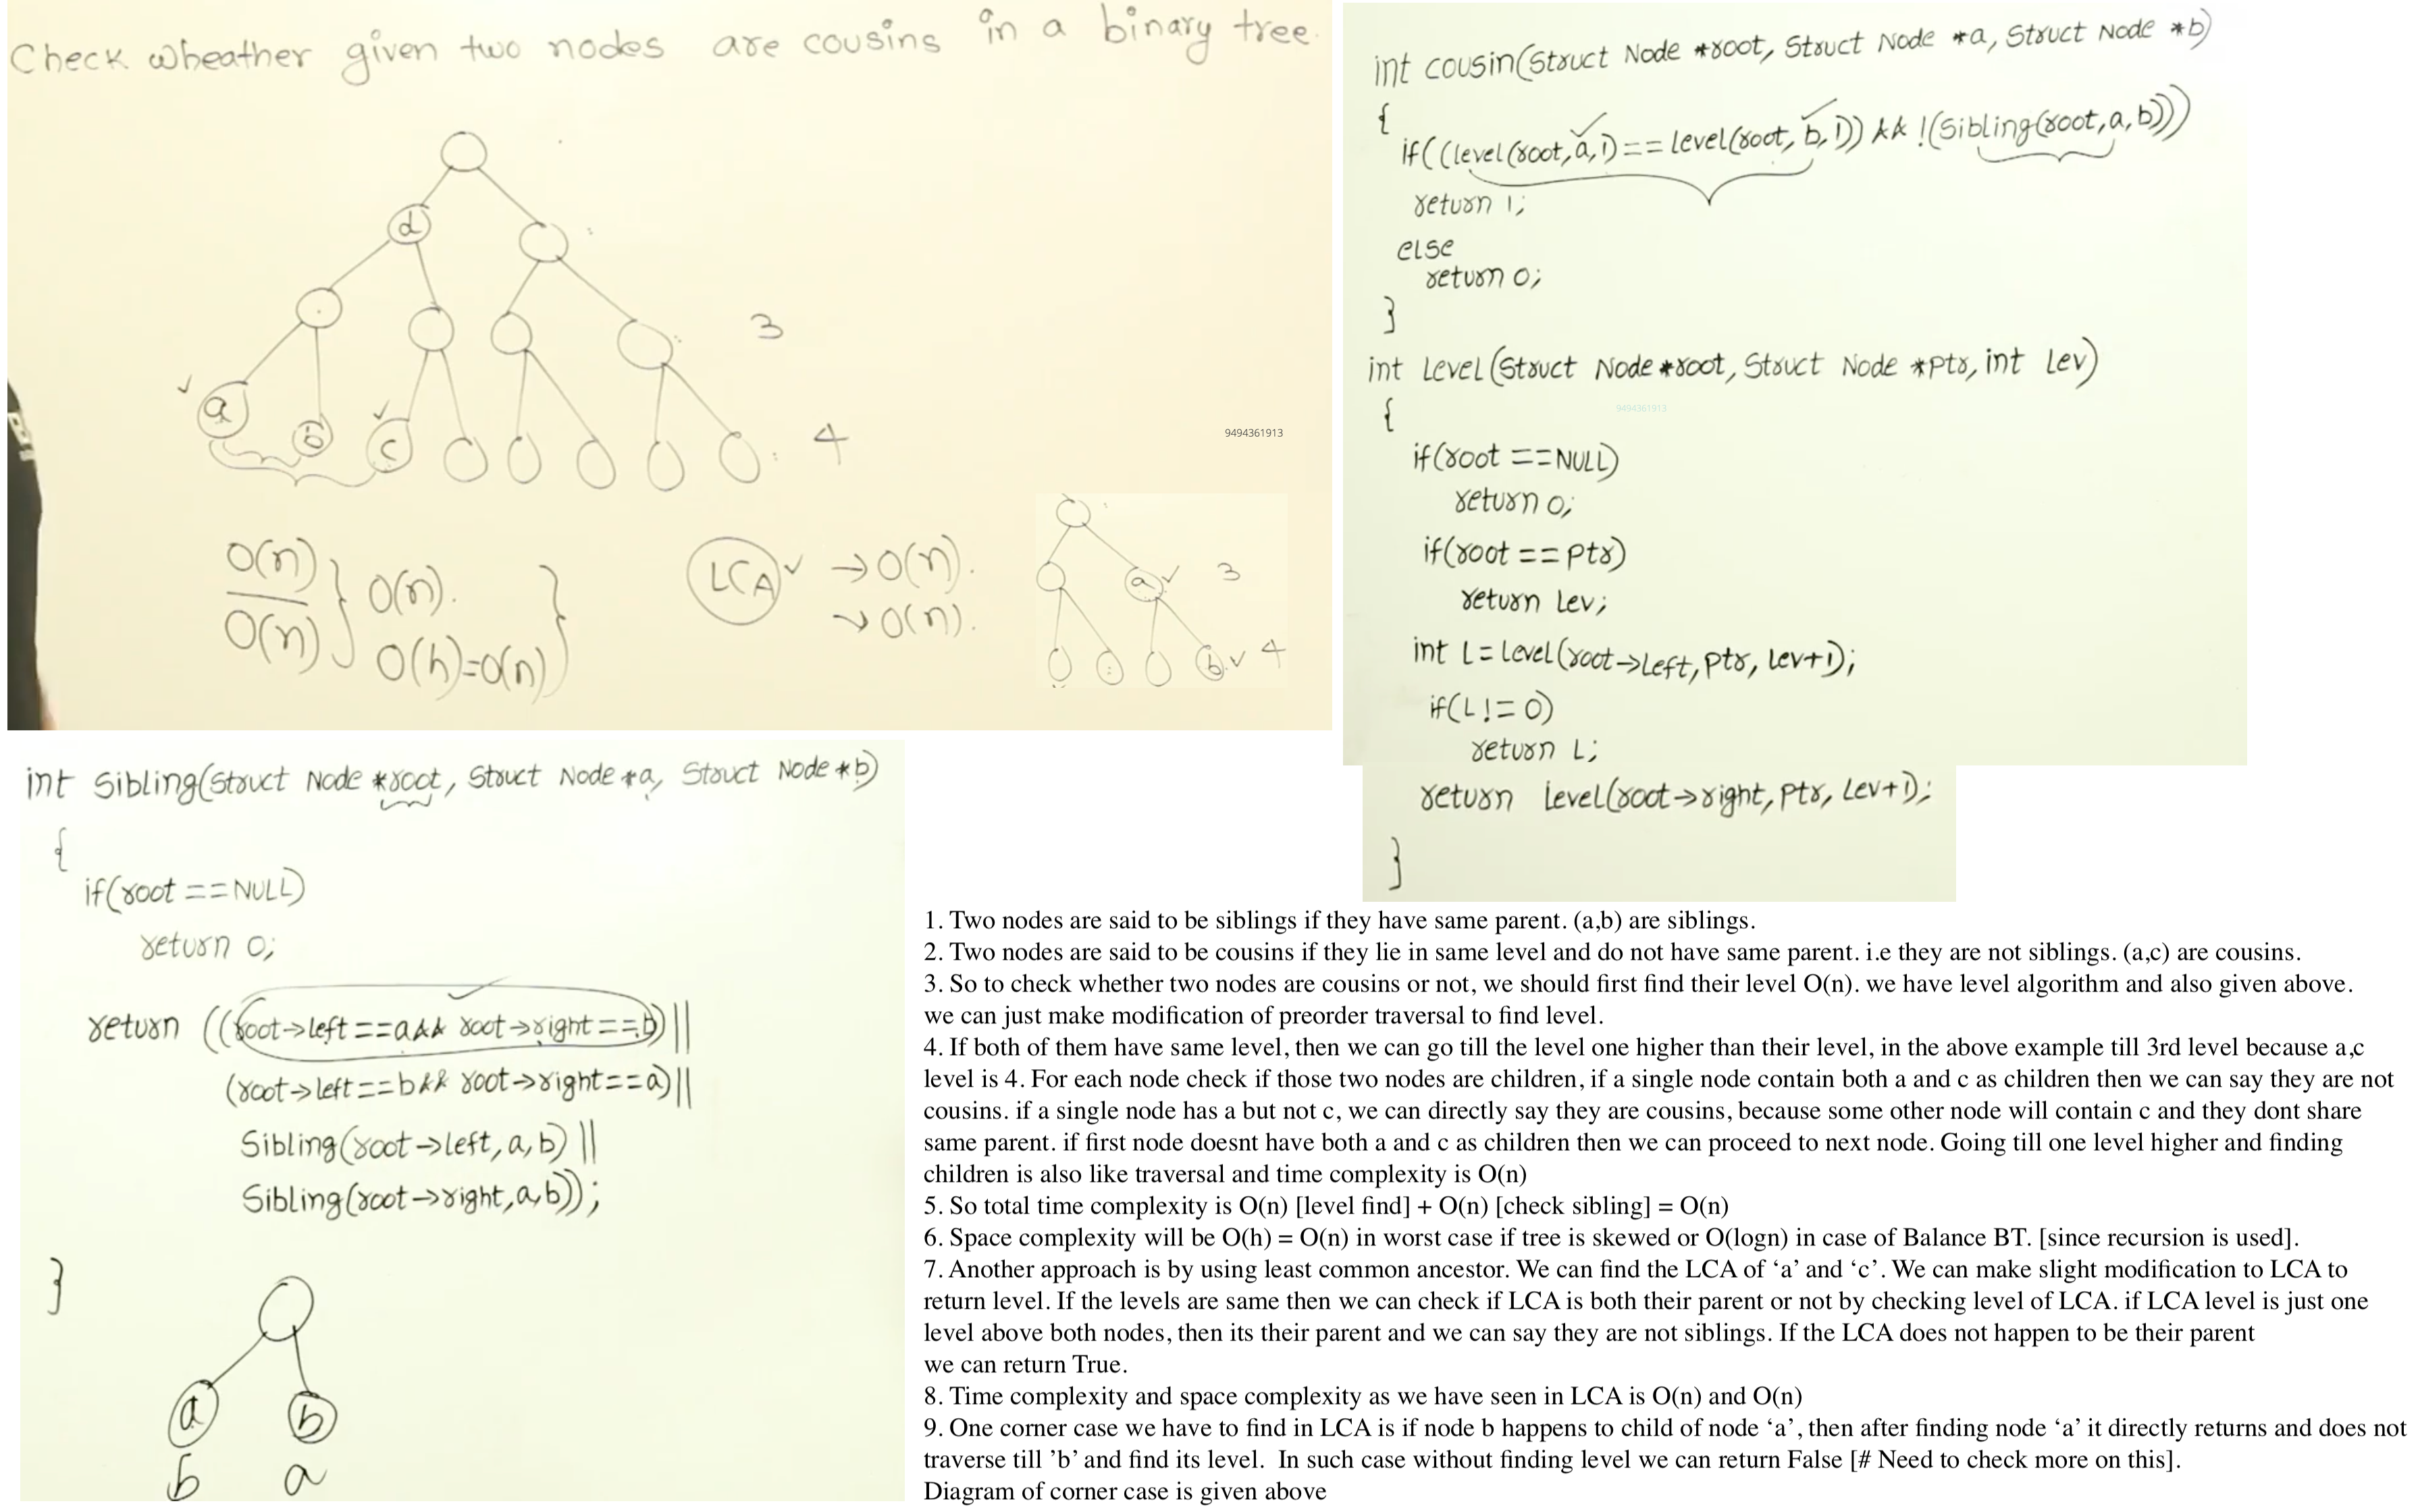 Check wheather given two nodes are cousins in a binary tree.
d
3
a
b
c
4
9494361913
O(n)
O(n)
O(n).
O(h)=O(n)
LCA → O(n).
→ O(n).
a
3
b
4
int cousin(Struct Node *root, Struct Node *a, Struct Node *b)
{
if((level(root,a,1)==level(root,b,1)) && !(Sibling(root,a,b)))
return 1;
else
return 0;
}
int Level(Struct Node *root, Struct Node *ptr, int Lev)
{
9494361913
if(root ==NULL)
return 0;
if(root ==ptr)
return Lev;
int L=Level(root->left, ptr, Lev+1);
if(L != 0)
return L;
return Level(root->right, ptr, Lev+1);
}
int Sibling(Struct Node *root, Struct Node *a, Struct Node *b)
{
if(root ==NULL)
return 0;
return ((root->left==a&& root->right==b)||
(root->left==b&& root->right==a)||
Sibling(root->left,a,b)||
Sibling(root->right,a,b));
}
a
b
b
a
1. Two nodes are said to be siblings if they have same parent. (a,b) are siblings.
2. Two nodes are said to be cousins if they lie in same level and do not have same parent. i.e they are not siblings. (a,c) are cousins.
3. So to check whether two nodes are cousins or not, we should first find their level O(n). we have level algorithm and also given above.
we can just make modification of preorder traversal to find level.
4. If both of them have same level, then we can go till the level one higher than their level, in the above example till 3rd level because a,c
level is 4. For each node check if those two nodes are children, if a single node contain both a and c as children then we can say they are not
cousins. if a single node has a but not c, we can directly say they are cousins, because some other node will contain c and they dont share
same parent. if first node doesnt have both a and c as children then we can proceed to next node. Going till one level higher and finding
children is also like traversal and time complexity is O(n)
5. So total time complexity is O(n) [level find] + O(n) [check sibling] = O(n)
6. Space complexity will be O(h) = O(n) in worst case if tree is skewed or O(logn) in case of Balance BT. [since recursion is used].
7. Another approach is by using least common ancestor. We can find the LCA of ‘a’ and ‘c’. We can make slight modification to LCA to
return level. If the levels are same then we can check if LCA is both their parent or not by checking level of LCA. if LCA level is just one
level above both nodes, then its their parent and we can say they are not siblings. If the LCA does not happen to be their parent
we can return True.
8. Time complexity and space complexity as we have seen in LCA is O(n) and O(n)
9. One corner case we have to find in LCA is if node b happens to child of node ‘a’, then after finding node ‘a’ it directly returns and does not
traverse till ’b’ and find its level. In such case without finding level we can return False [# Need to check more on this].
Diagram of corner case is given above